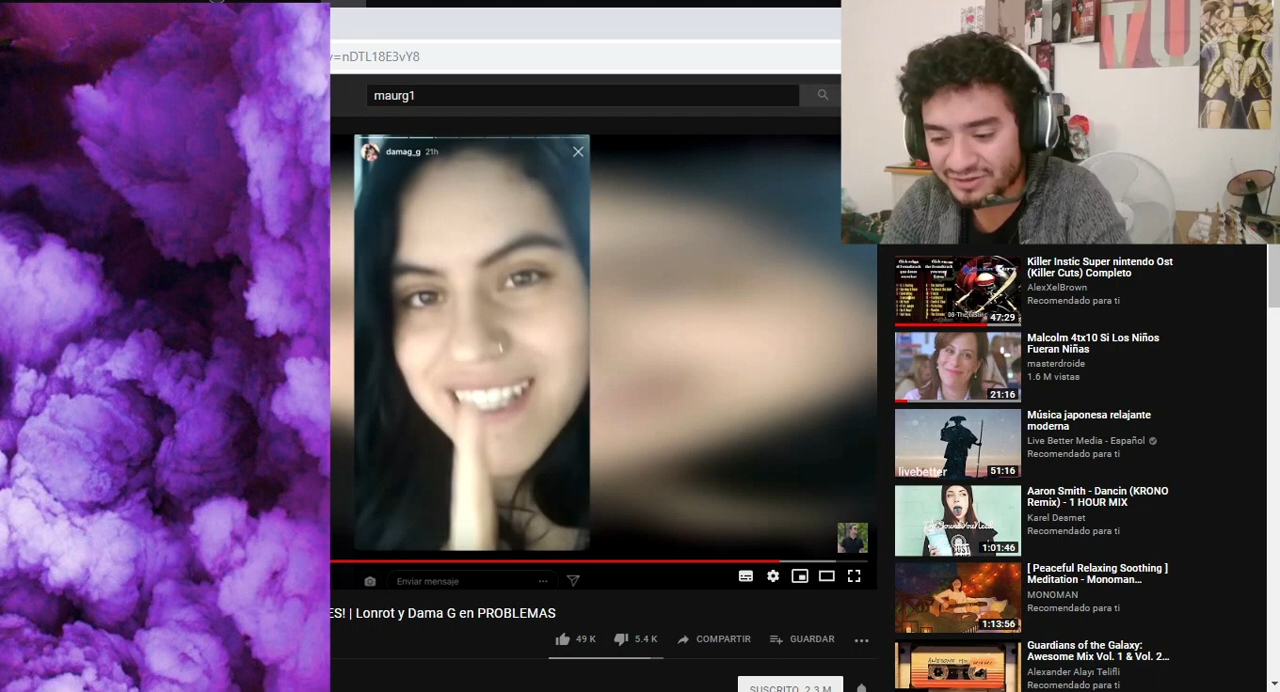 y=nDTL18E3vY8
maurg1
damag_g 21h
Enviar mensaje
ES! | Lonrot y Dama G en PROBLEMAS
49 K
5.4 K
COMPARTIR
GUARDAR
SUSCRITO 2.3 M
TU
Killer Instic Super nintendo Ost
(Killer Cuts) Completo
AlexXelBrown
Recomendado para ti
47:29
Malcolm 4tx10 Si Los Niños
Fueran Niñas
masterdroide
1.6 M vistas
21:16
Música japonesa relajante
moderna
Live Better Media - Español
Recomendado para ti
livebetter
51:16
Aaron Smith - Dancin (KRONO
Remix) - 1 HOUR MIX
Karel Desmet
Recomendado para ti
1:01:46
[ Peaceful Relaxing Soothing ]
Meditation - Monoman...
MONOMAN
Recomendado para ti
1:13:56
Guardians of the Galaxy:
Awesome Mix Vol. 1 & Vol. 2...
Alexander Alayı Telifli
Recomendado para ti